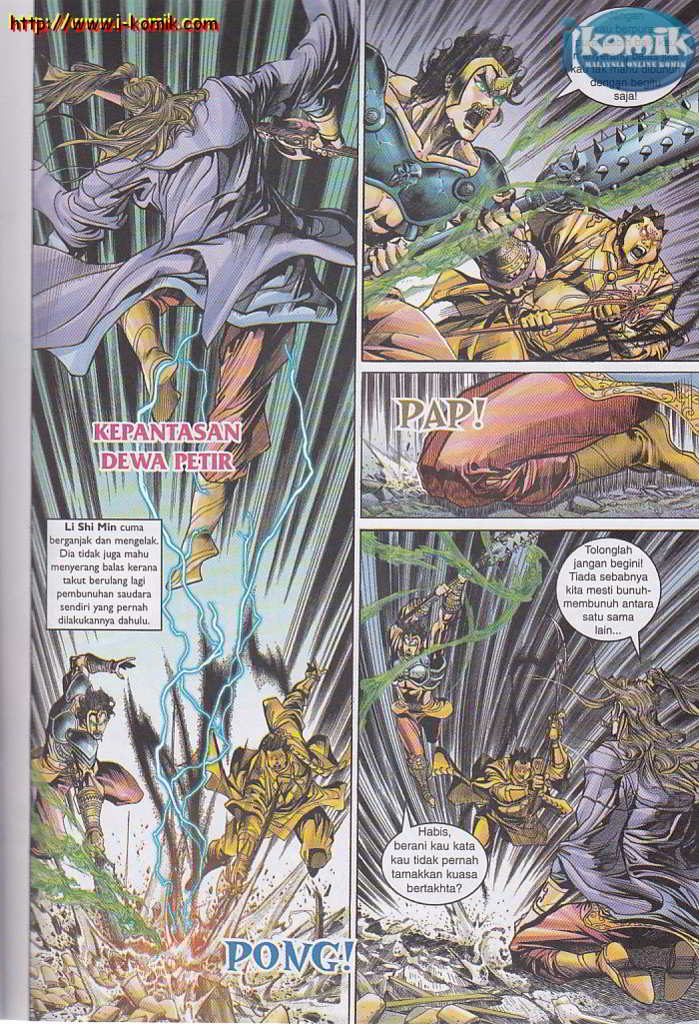 http://www.i-komik.com
KEPANTASAN
DEWA PETIR
Li Shi Min cuma
berganjak dan mengelak.
Dia tidak juga mahu
menyerang balas kerana
takut berulang lagi
pembunuhan saudara
sendiri yang pernah
dilakukannya dahulu.
PONG!
Jangan
kau
komik
MALAYSIA ONLINE KOMIK
kau tak mahu dibunuh
dengan begitu
saja!
PAP!
Tolonglah
jangan begini!
Tiada sebabnya
kita mesti bunuh-
membunuh antara
satu sama
lain...
Habis,
berani kau kata
kau tidak pernah
tamakkan kuasa
bertakhta?